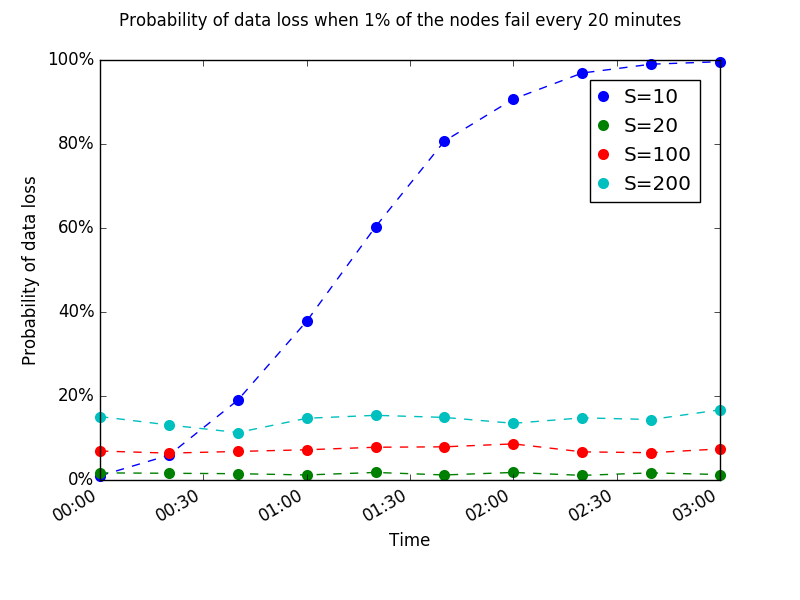 Probability of data loss when 1% of the nodes fail every 20 minutes
100%
80%
60%
40%
20%
0%
Probability of data loss
S=10
S=20
S=100
S=200
00:00
00:30
01:00
01:30
02:00
02:30
03:00
Time